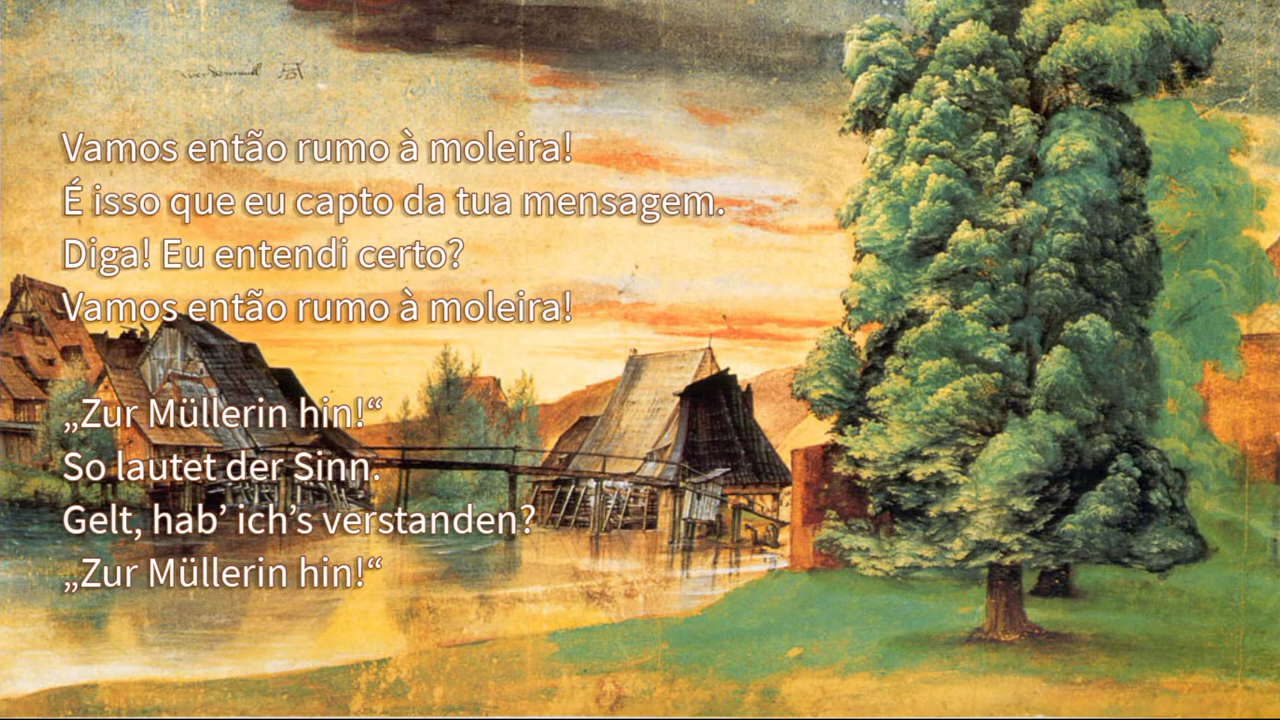 Vamos então rumo à moleira!
É isso que eu capto da tua mensagem.
Diga! Eu entendi certo?
Vamos então rumo à moleira!
„Zur Müllerin hin!“
So lautet der Sinn.
Gelt, hab’ ich’s verstanden?
„Zur Müllerin hin!“